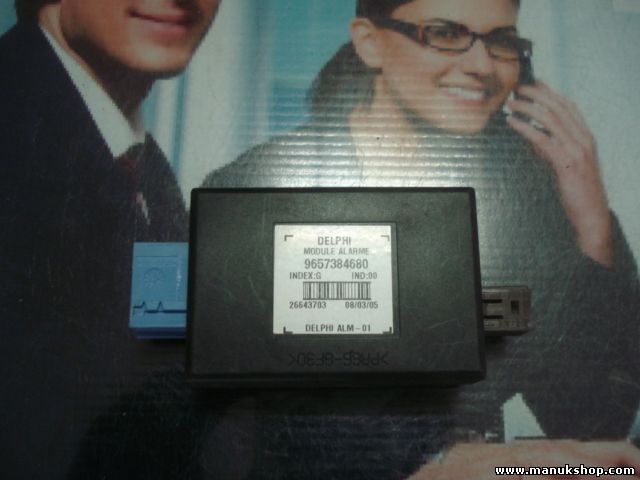 DELPHI
MODULE ALARME
9657384680
INDEX:G IND:00
26643703 08/03/05
DELPHI ALM-01
>PA66-GF30<
www.manukshop.com